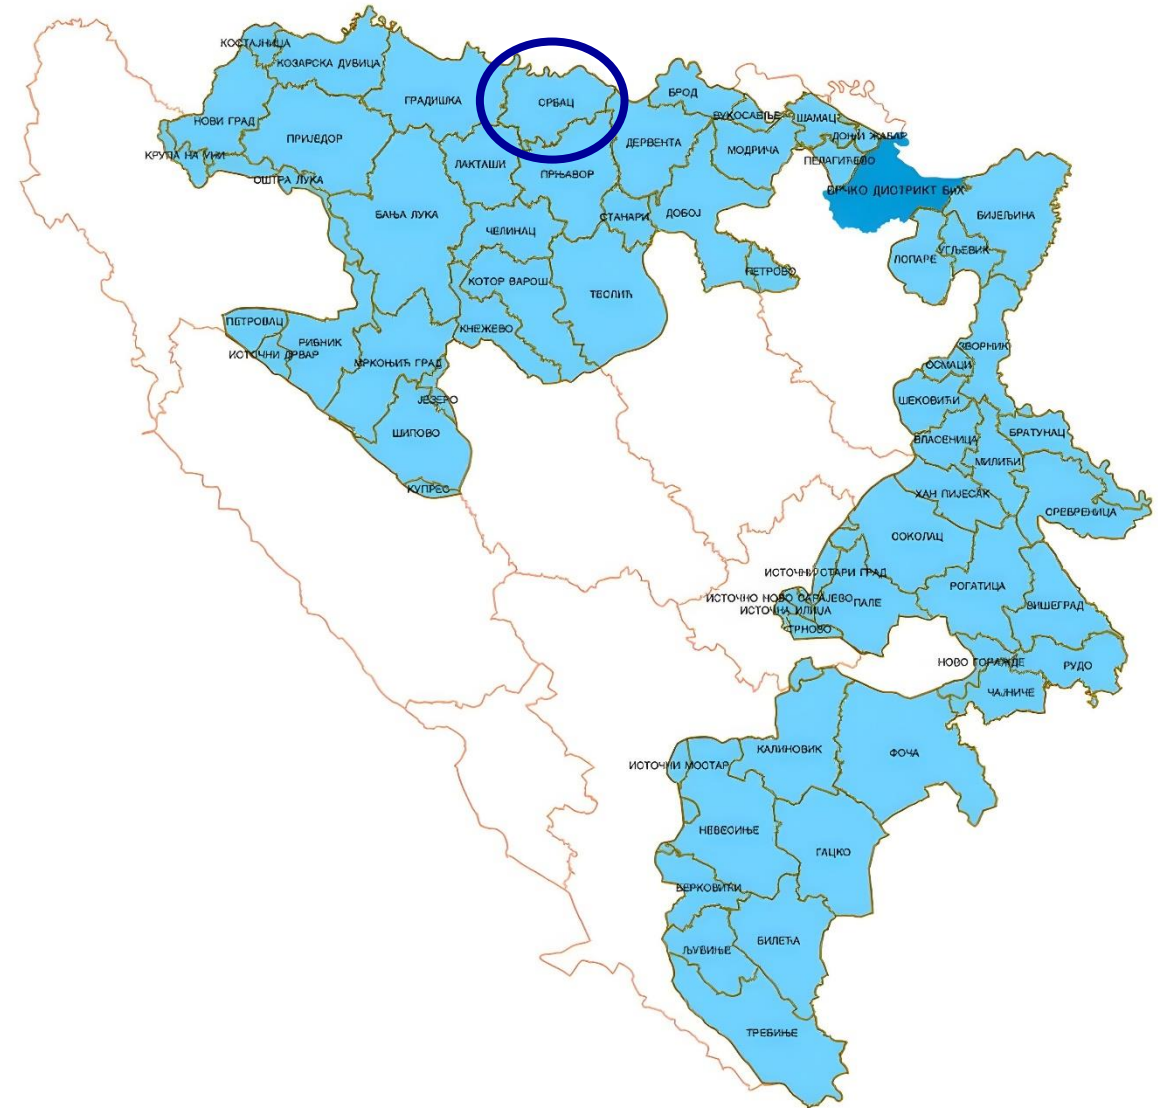 КОСТАЈНИЦА
КОЗАРСКА ДУБИЦА
ГРАДИШКА
СРБАЦ
БРОД
ВУКОСАВЉЕ
ШАМАЦ
ДОЊИ ЖАБАР
НОВИ ГРАД
ПРИЈЕДОР
ДЕРВЕНТА
МОДРИЧА
ПЕЛАГИЋЕВО
КРУПА НА УНИ
ЛАКТАШИ
ПРЊАВОР
ОШТРА ЛУКА
БРЧКО ДИСТРИКТ БиХ
БАЊА ЛУКА
СТАНАРИ
ДОБОЈ
БИЈЕЉИНА
ЧЕЛИНАЦ
УГЉЕВИК
ЛОПАРЕ
ПЕТРОВО
КОТОР ВАРОШ
ТЕСЛИЋ
ПЕТРОВАЦ
КНЕЖЕВО
РИБНИК
ЗВОРНИК
ИСТОЧНИ ДРВАР
МРКОЊИЋ ГРАД
ОСМАЦИ
ЈЕЗЕРО
ШЕКОВИЋИ
ШИПОВО
БРАТУНАЦ
ВЛАСЕНИЦА
МИЛИЋИ
КУПРЕС
ХАН ПИЈЕСАК
СРЕБРЕНИЦА
СОКОЛАЦ
ИСТОЧНИ СТАРИ ГРАД
РОГАТИЦА
ИСТОЧНО НОВО САРАЈЕВО
ПАЛЕ
ВИШЕГРАД
ИСТОЧНА ИЛИЏА
ТРНОВО
НОВО ГОРАЖДЕ
РУДО
ЧАЈНИЧЕ
КАЛИНОВИК
ФОЧА
ИСТОЧНИ МОСТАР
НЕВЕСИЊЕ
ГАЦКО
БЕРКОВИЋИ
БИЛЕЋА
ЉУБИЊЕ
ТРЕБИЊЕ